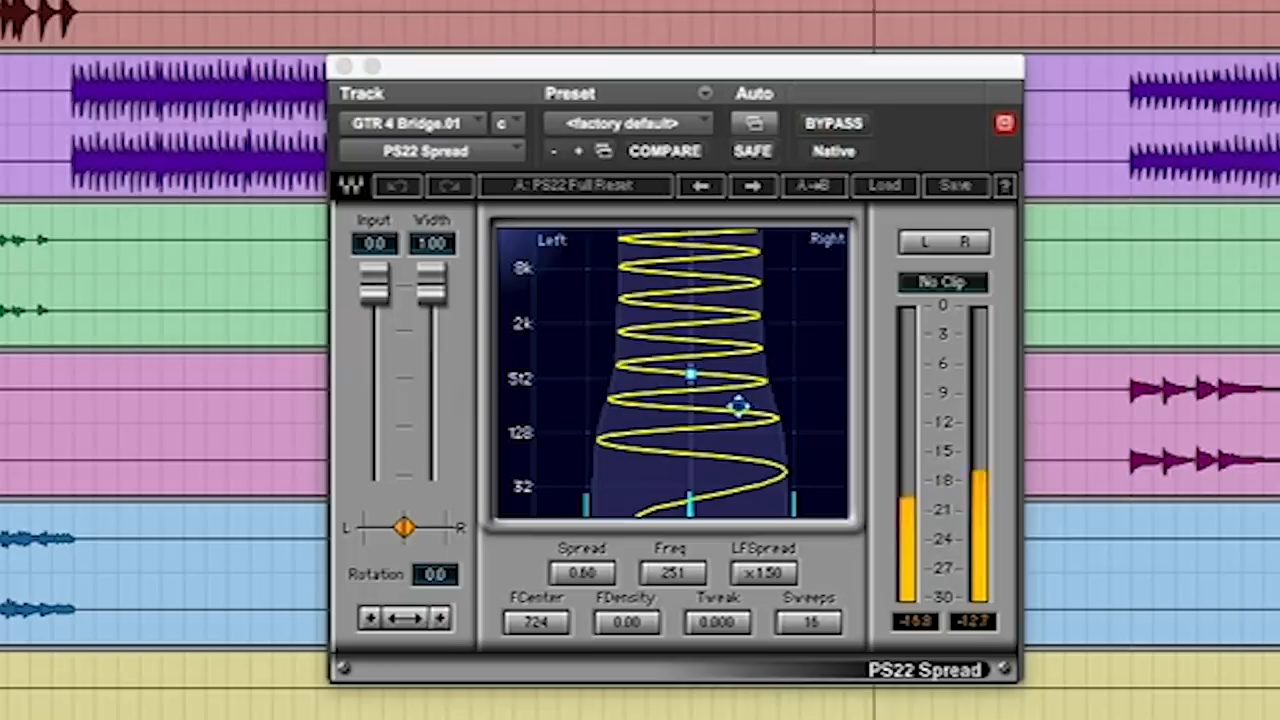 Track Preset Auto
GTR 4 Bridge.01 c <factory default> BYPASS
PS22 Spread - + COMPARE SAFE Native
A: PS22 Full Reset A→B Load Save ?
Input Width
0.0 1.00
Left Right
8k
2k
512
128
32
L R
No Clip
0
3
6
9
12
15
18
21
24
27
30
L R
Rotation 0.0
Spread Freq LFSpread
0.60 251 x 1.50
FCenter FDensity Tweak Sweeps
724 0.00 0.000 16
-12.7
PS22 Spread